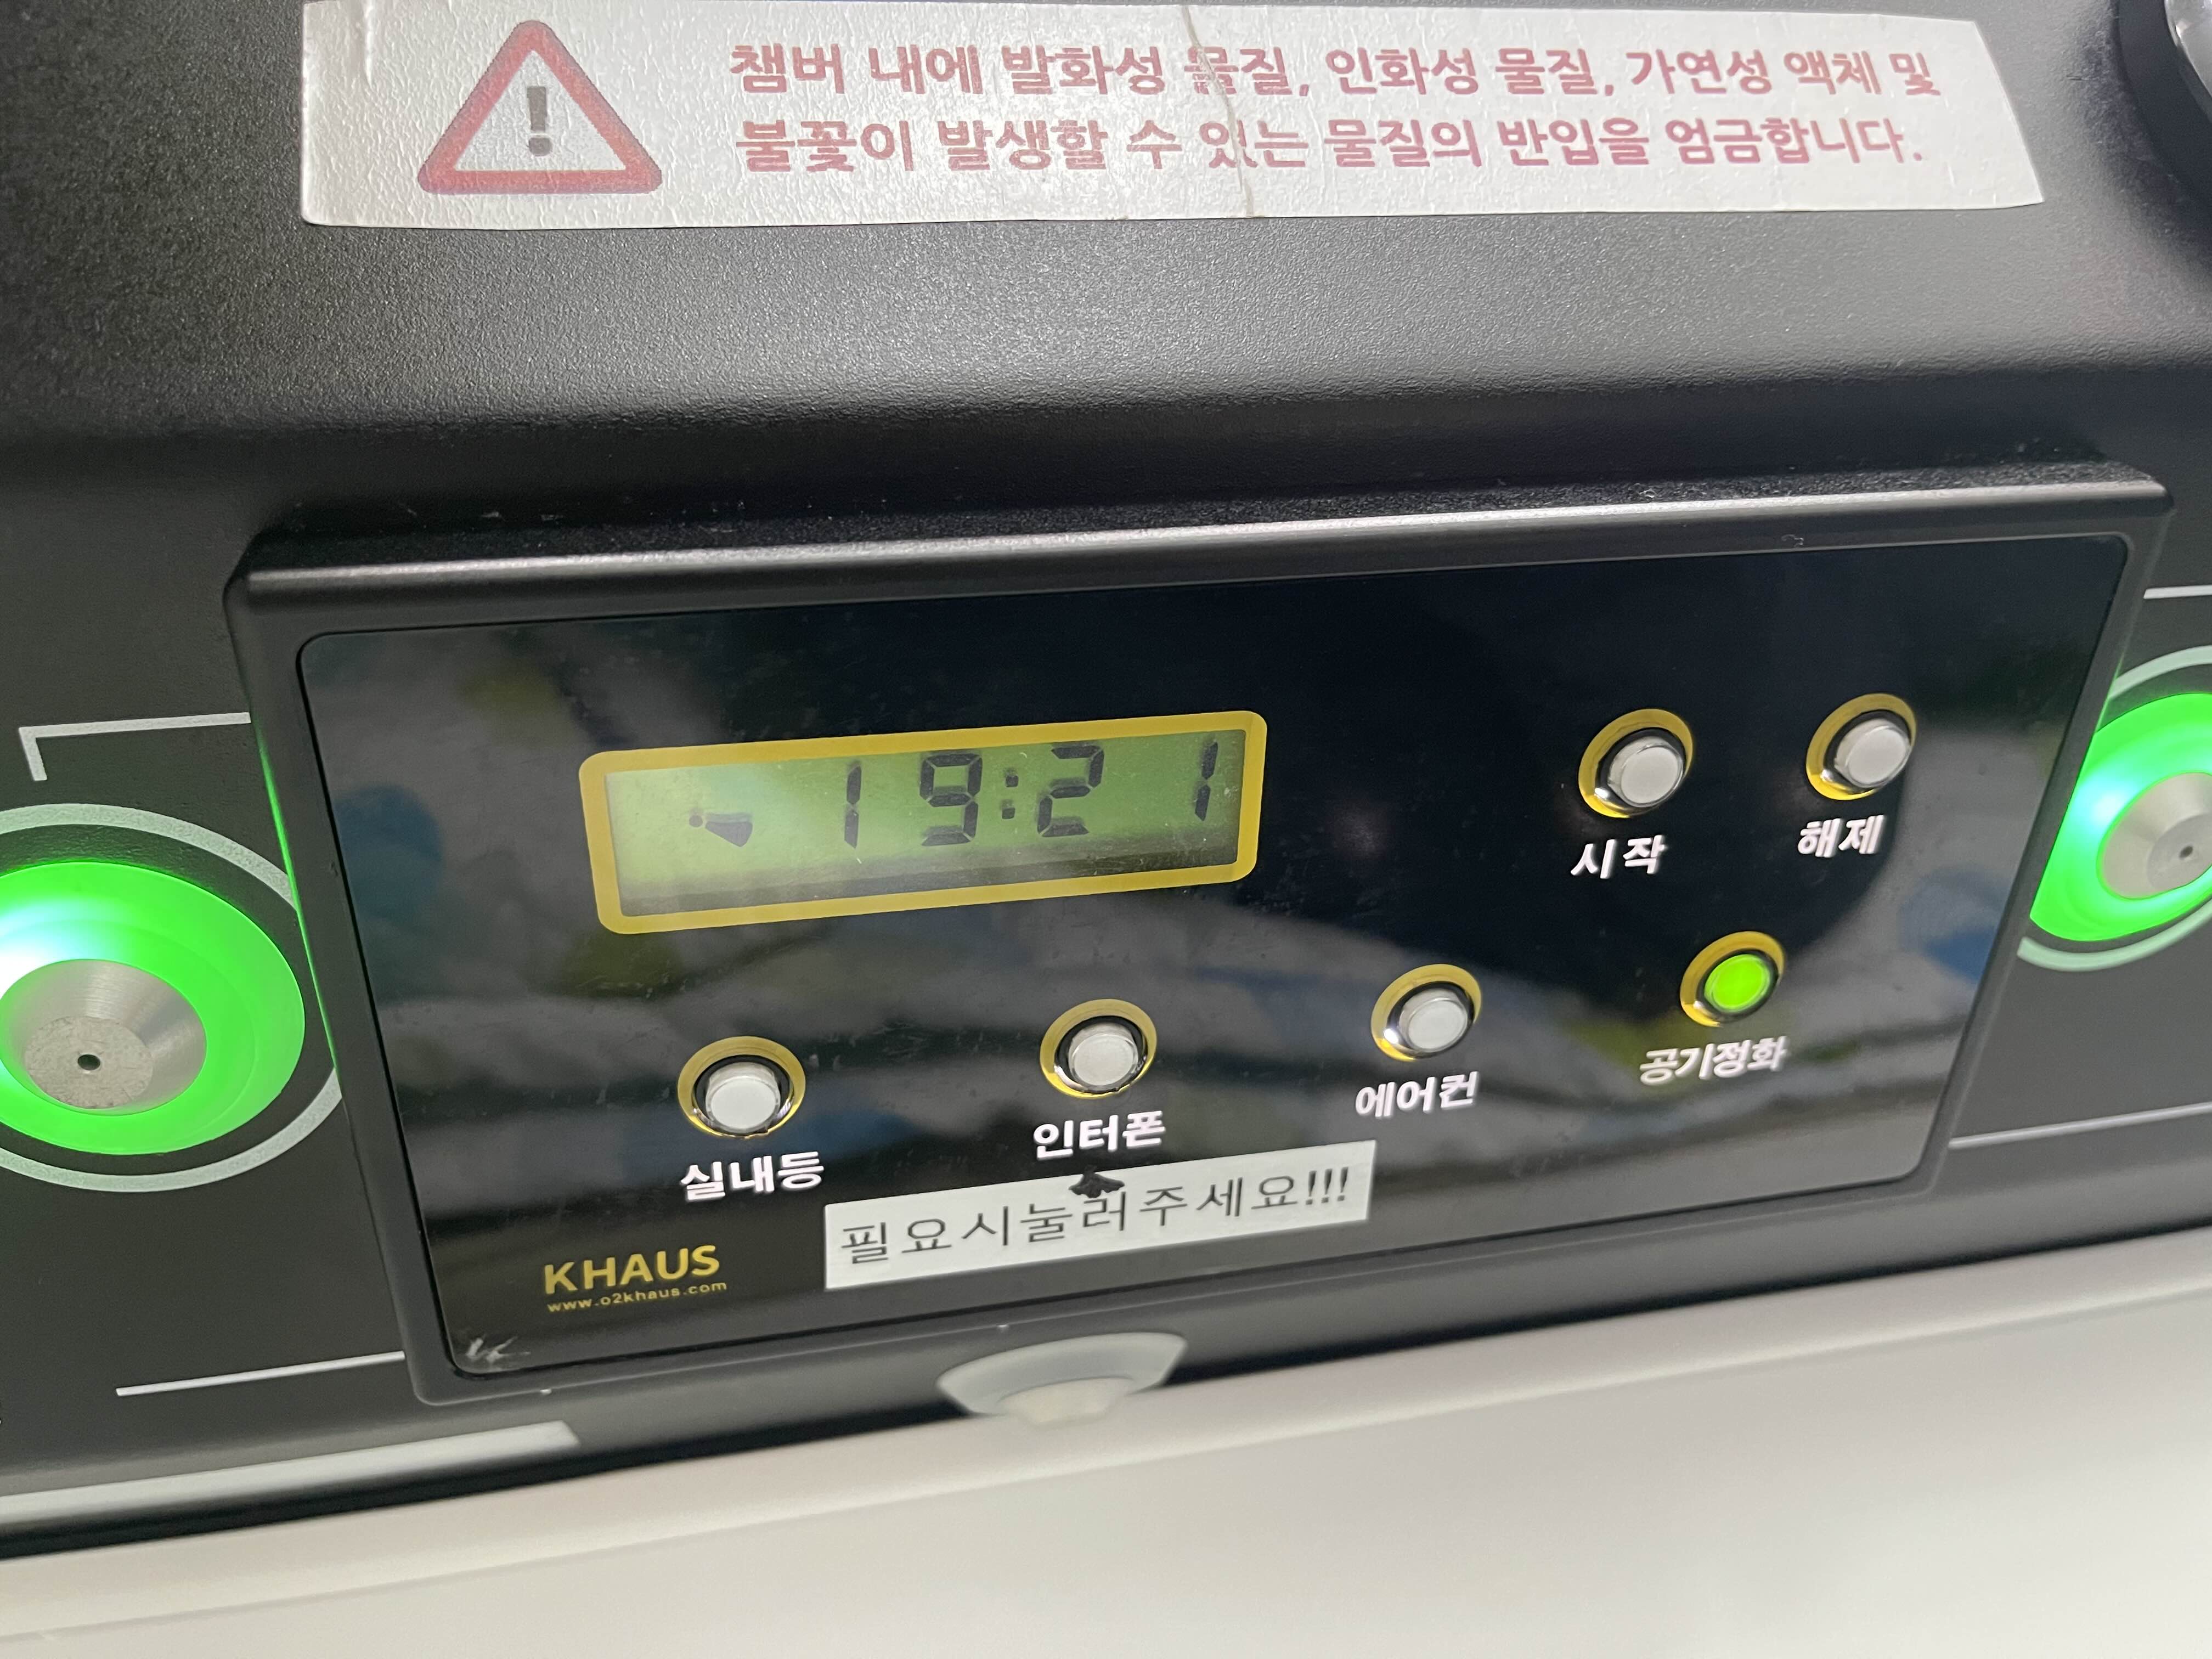 챔버 내에 발화성 물질, 인화성 물질, 가연성 액체 및
불꽃이 발생할 수 있는 물질의 반입을 엄금합니다.
19:21
시작
해제
실내등
인터폰
에어컨
공기정화
필요시눌러주세요!!!
KHAUS
www.o2khaus.com